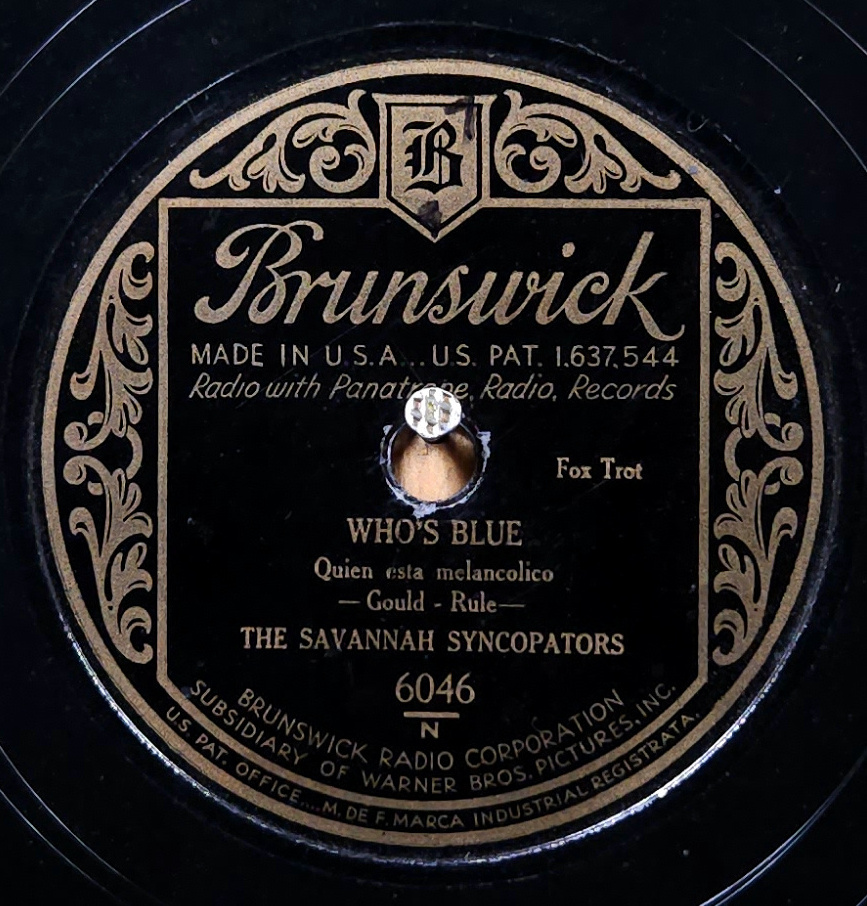 B
Brunswick
MADE IN U.S.A... U.S. PAT. 1.637.544
Radio with Panatrope, Radio, Records
Fox Trot
WHO'S BLUE
Quien esta melancolico
— Gould - Rule—
THE SAVANNAH SYNCOPATORS
6046
N
BRUNSWICK RADIO CORPORATION
SUBSIDIARY OF WARNER BROS. PICTURES, INC.
U.S. PAT. OFFICE....M. DE F. MARCA INDUSTRIAL REGISTRATA.